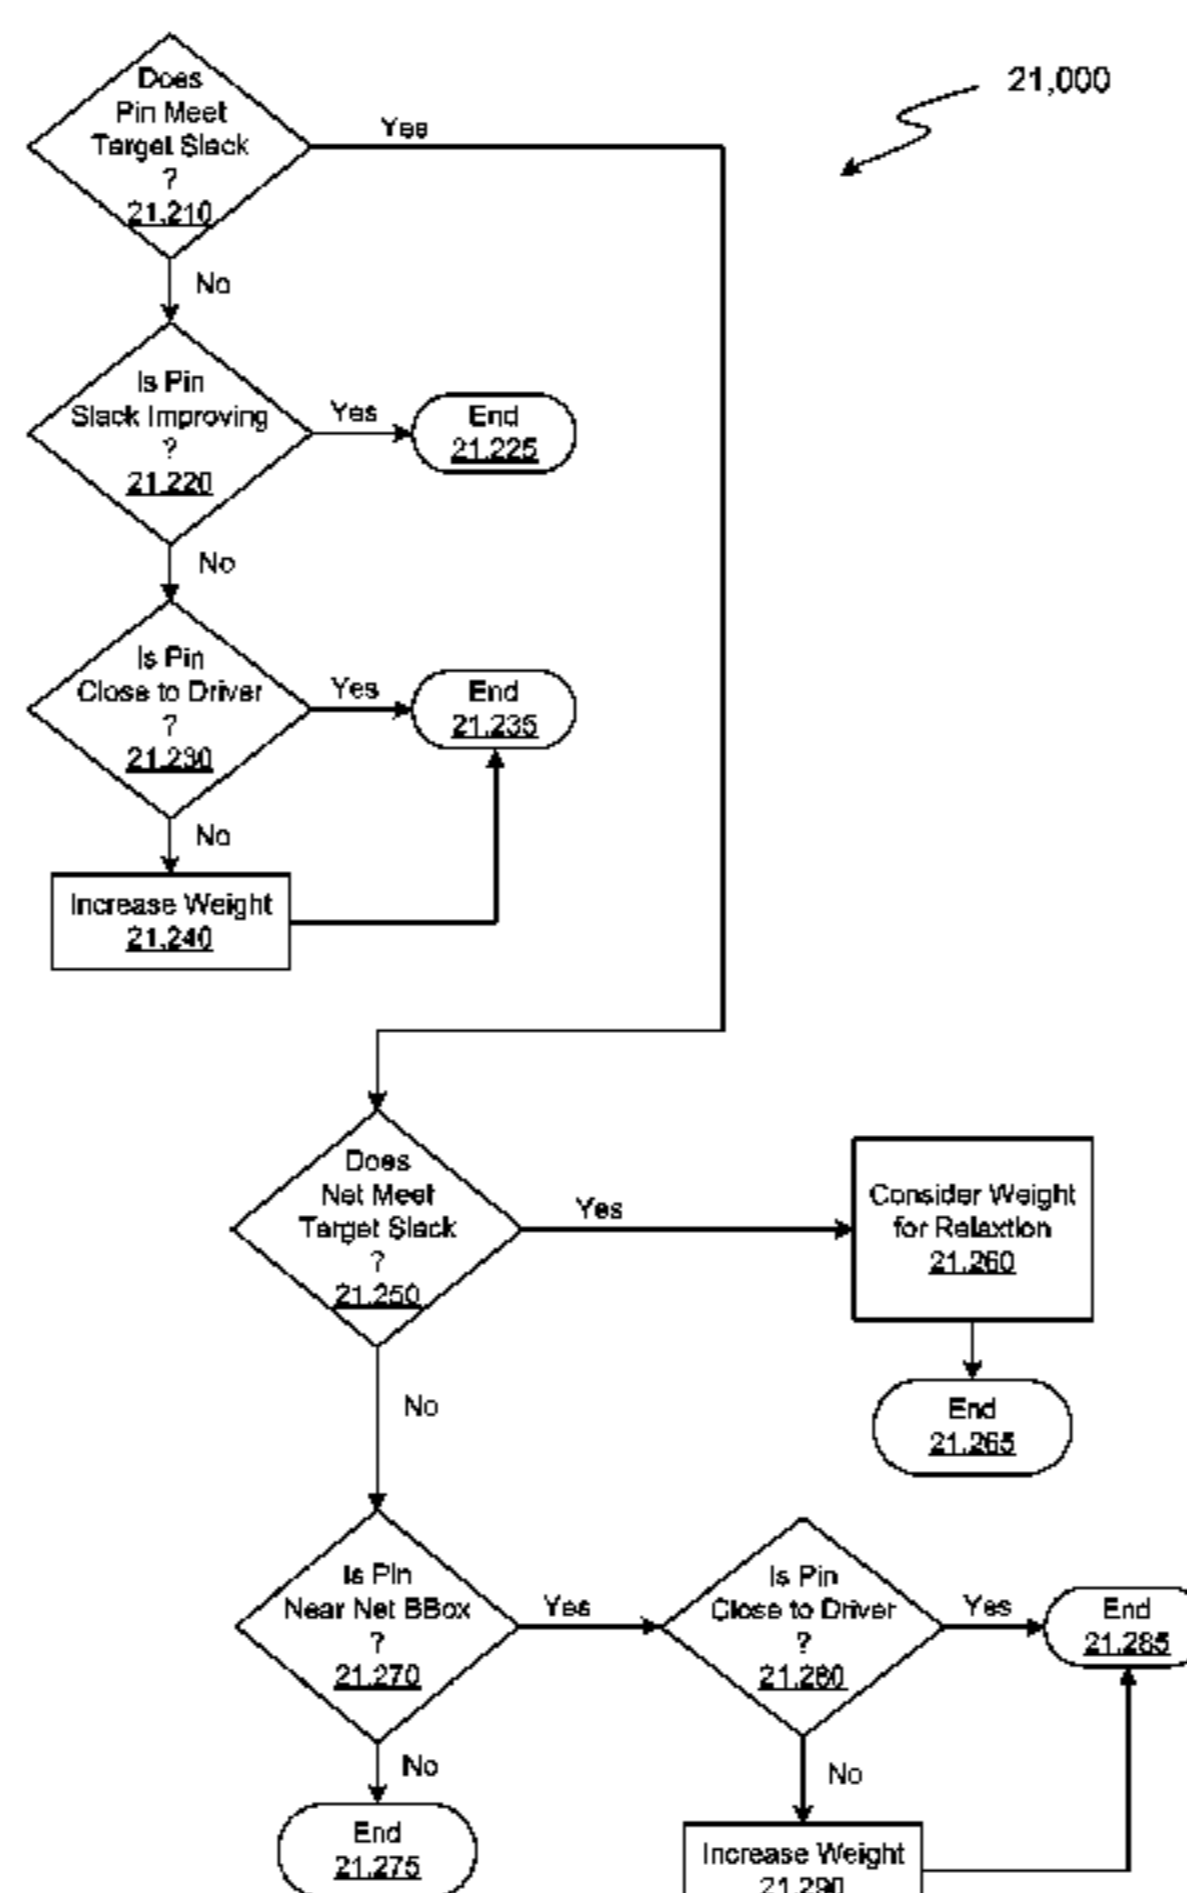 21,000
Does
Pin Meet
Target Slack
?
21.210
Yes
No
Is Pin
Slack Improving
?
21.220
Yes
End
21.225
No
Is Pin
Close to Driver
?
21.230
Yes
End
21.235
No
Increase Weight
21.240
Does
Net Meet
Target Slack
?
21.250
Yes
Consider Weight
for Relaxtion
21.260
End
21.265
No
Is Pin
Near Net BBox
?
21.270
Yes
Is Pin
Close to Driver
?
21.280
Yes
End
21.285
No
End
21.275
No
Increase Weight
21.290